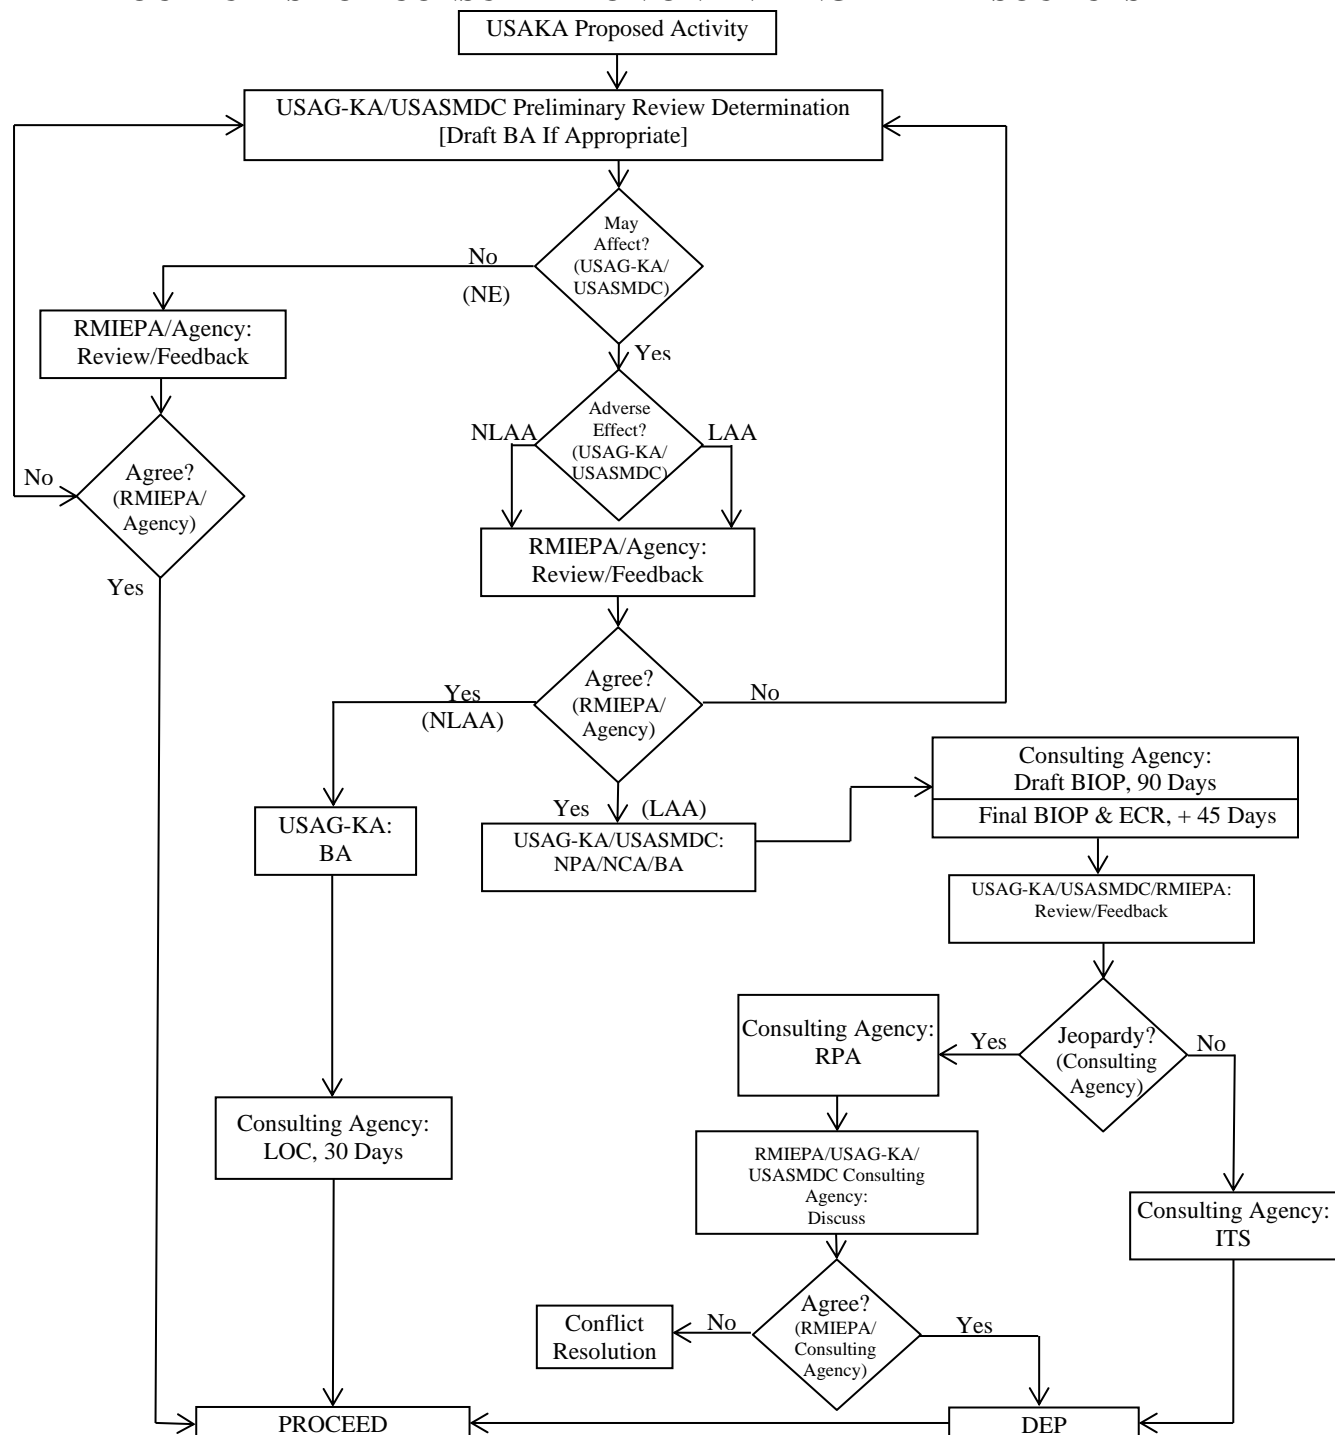 USAKA Proposed Activity
USAG-KA/USASMDC Preliminary Review Determination
[Draft BA If Appropriate]
May
Affect?
(USAG-KA/
USASMDC)
No
(NE)
RMIEPA/Agency:
Review/Feedback
Yes
Adverse
Effect?
(USAG-KA/
USASMDC)
NLAA
LAA
No
Agree?
(RMIEPA/
Agency)
Yes
RMIEPA/Agency:
Review/Feedback
Agree?
(RMIEPA/
Agency)
Yes
(NLAA)
No
Yes
(LAA)
USAG-KA:
BA
USAG-KA/USASMDC:
NPA/NCA/BA
Consulting Agency:
Draft BIOP, 90 Days
Final BIOP & ECR, + 45 Days
USAG-KA/USASMDC/RMIEPA:
Review/Feedback
Jeopardy?
(Consulting
Agency)
Yes
No
Consulting Agency:
RPA
Consulting Agency:
LOC, 30 Days
RMIEPA/USAG-KA/
USASMDC Consulting
Agency:
Discuss
Consulting Agency:
ITS
Agree?
(RMIEPA/
Consulting
Agency)
No
Yes
Conflict
Resolution
PROCEED
DEP